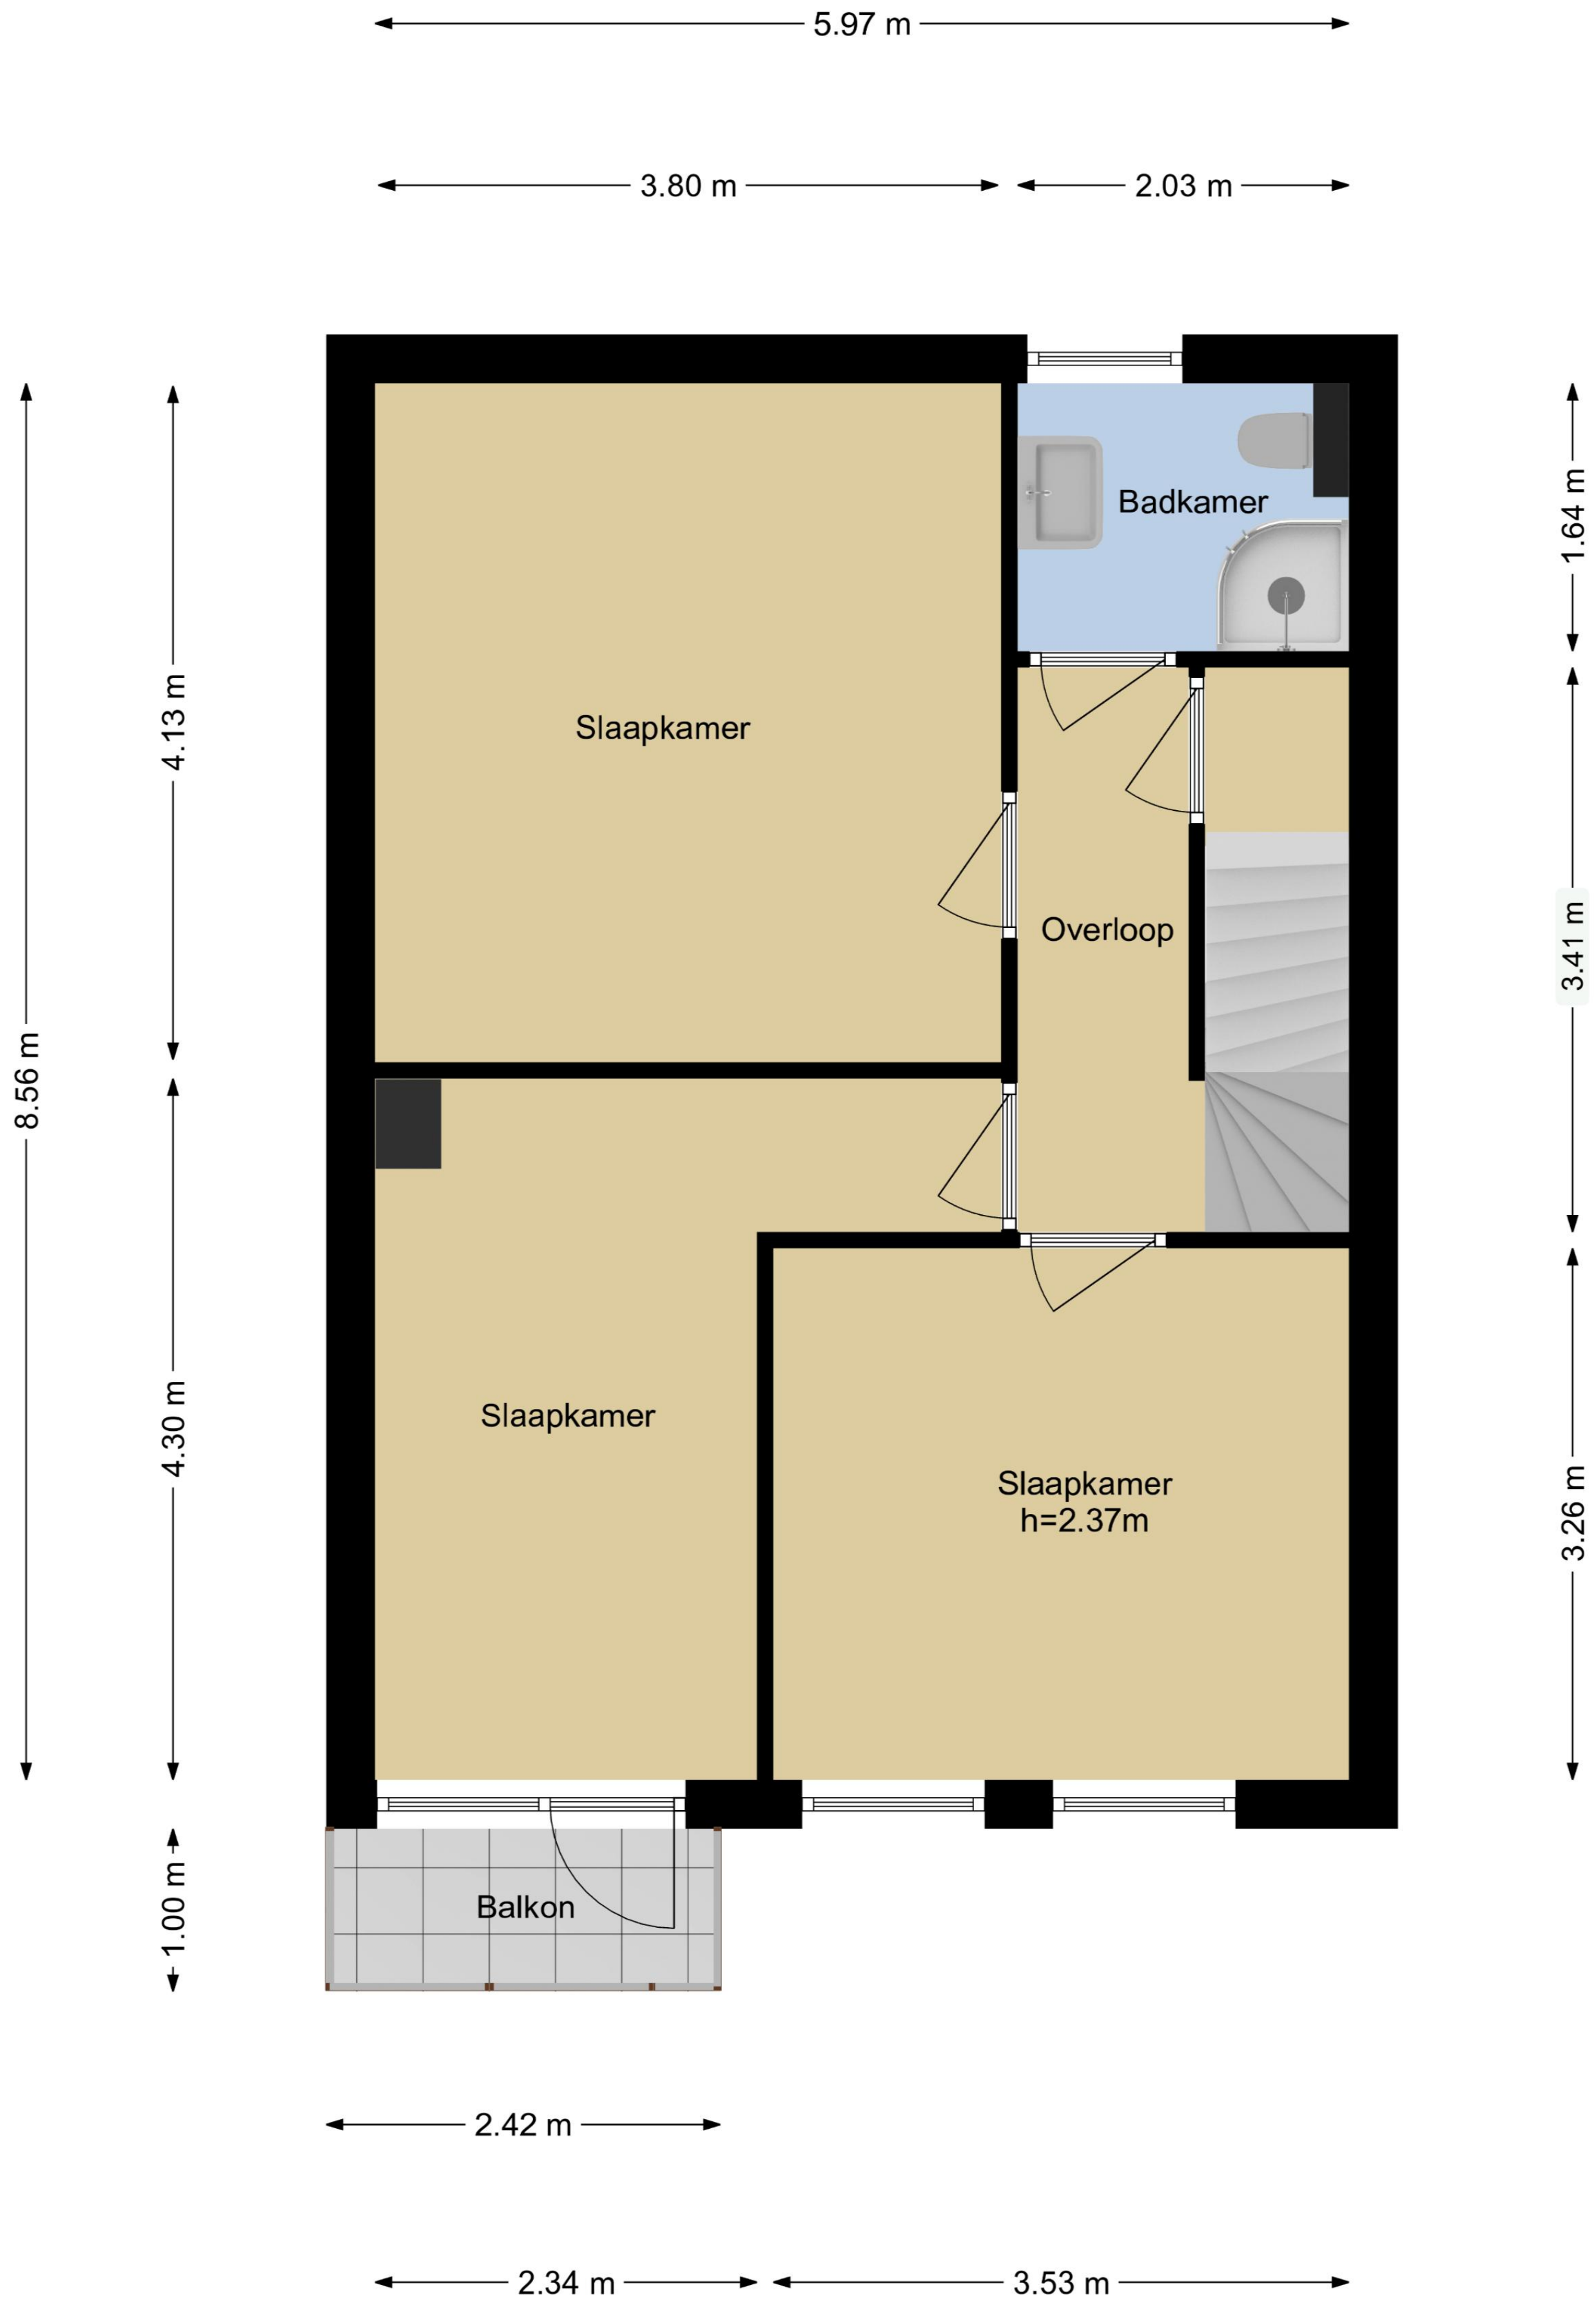 5.97 m
3.80 m
2.03 m
Badkamer
1.64 m
4.13 m
Slaapkamer
Overloop
3.41 m
8.56 m
4.30 m
Slaapkamer
Slaapkamer
h=2.37m
3.26 m
1.00 m
Balkon
2.42 m
2.34 m
3.53 m